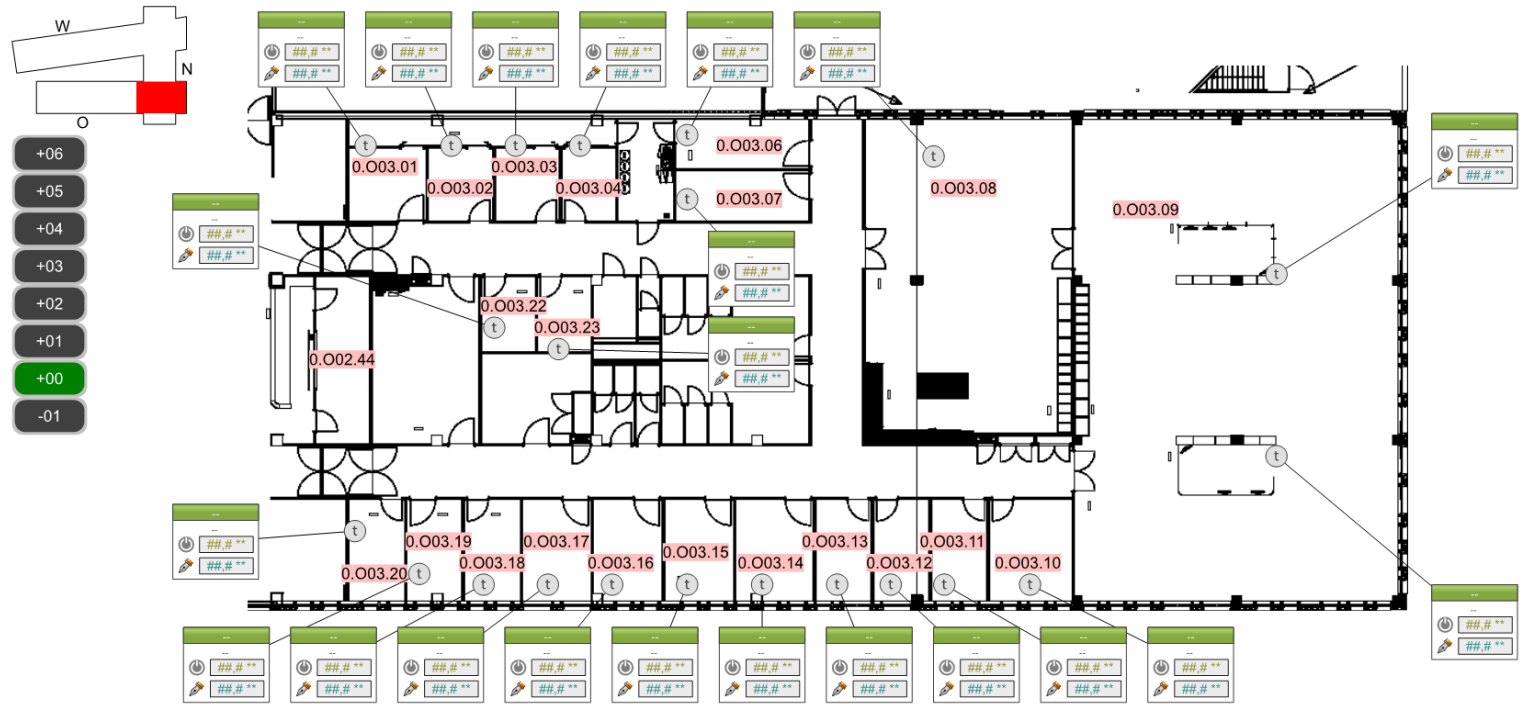 W
N
O
+06
+05
+04
+03
+02
+01
+00
-01
--
--
##,# **
##,# **
--
--
##,# **
##,# **
--
--
##,# **
##,# **
--
--
##,# **
##,# **
--
--
##,# **
##,# **
--
--
##,# **
##,# **
--
--
##,# **
##,# **
t
t
t
t
t
t
0.O03.01
0.O03.02
0.O03.03
0.O03.04
0.O03.06
0.O03.07
t
0.O03.08
0.O03.09
--
--
##,# **
##,# **
--
--
##,# **
##,# **
t
0.O03.22
t
0.O03.23
t
0.O02.44
--
--
##,# **
##,# **
t
--
--
##,# **
##,# **
t
0.O03.20
0.O03.19
t
0.O03.18
t
0.O03.17
t
0.O03.16
t
0.O03.15
t
0.O03.14
t
0.O03.13
t
0.O03.12
t
0.O03.11
t
0.O03.10
t
--
--
##,# **
##,# **
--
--
##,# **
##,# **
--
--
##,# **
##,# **
--
--
##,# **
##,# **
--
--
##,# **
##,# **
--
--
##,# **
##,# **
--
--
##,# **
##,# **
--
--
##,# **
##,# **
--
--
##,# **
##,# **
--
--
##,# **
##,# **
--
--
##,# **
##,# **